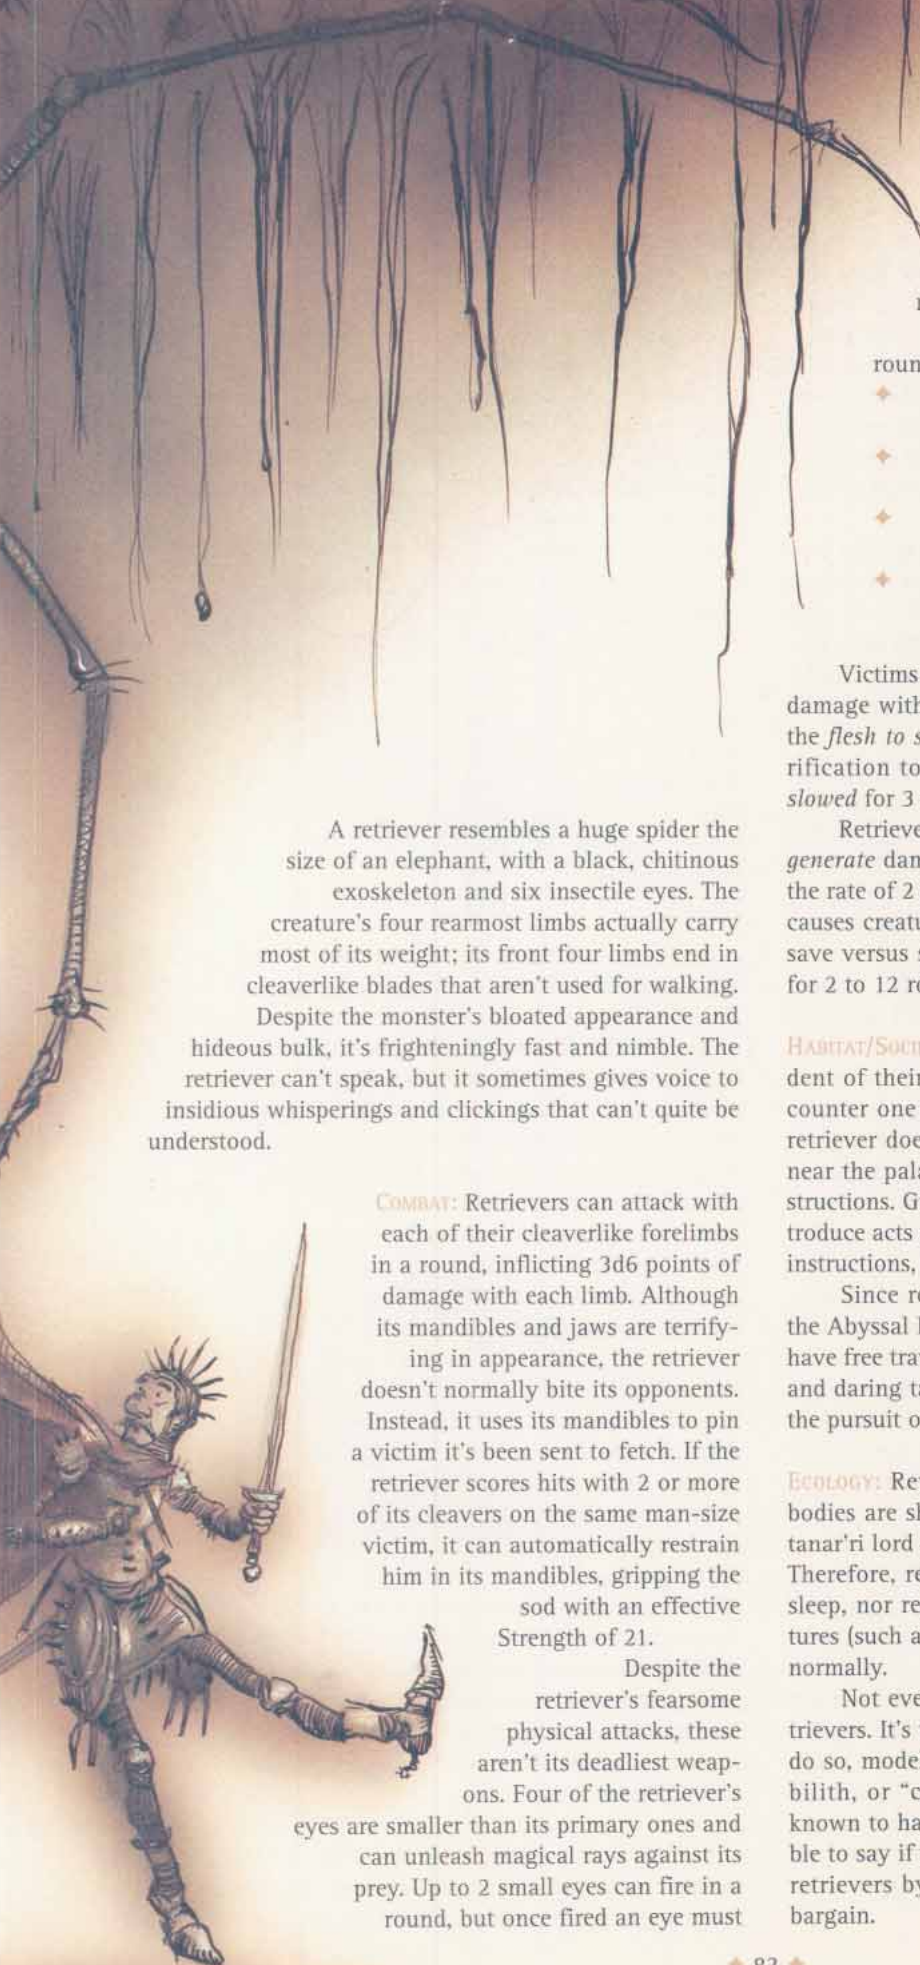 A retriever resembles a huge spider the
size of an elephant, with a black, chitinous
exoskeleton and six insectile eyes. The
creature's four rearmost limbs actually carry
most of its weight; its front four limbs end in
cleaverlike blades that aren't used for walking.
Despite the monster's bloated appearance and
hideous bulk, it's frighteningly fast and nimble. The
retriever can't speak, but it sometimes gives voice to
insidious whisperings and clickings that can't quite be
understood.
COMBAT: Retrievers can attack with
each of their cleaverlike forelimbs
in a round, inflicting 3d6 points of
damage with each limb. Although
its mandibles and jaws are terrify-
ing in appearance, the retriever
doesn't normally bite its opponents.
Instead, it uses its mandibles to pin
a victim it's been sent to fetch. If the
retriever scores hits with 2 or more
of its cleavers on the same man-size
victim, it can automatically restrain
him in its mandibles, gripping the
sod with an effective
Strength of 21.
Despite the
retriever's fearsome
physical attacks, these
aren't its deadliest weap-
ons. Four of the retriever's
eyes are smaller than its primary ones and
can unleash magical rays against its
prey. Up to 2 small eyes can fire in a
round, but once fired an eye must
roun
Victims
damage with
the flesh to s
rification to
slowed for 3
Retrieve
generate dam
the rate of 2
causes creatu
save versus s
for 2 to 12 ro
HABITAT/SOCI
dent of their
counter one
retriever doe
near the pala
structions. G
troduce acts
instructions,
Since re
the Abyssal l
have free tra
and daring ta
the pursuit o
ECOLOGY: Re
bodies are sl
tanar'ri lord
Therefore, re
sleep, nor re
tures (such a
normally.
Not eve
trievers. It's
do so, mode
bilith, or "c
known to ha
ble to say if
retrievers by
bargain.